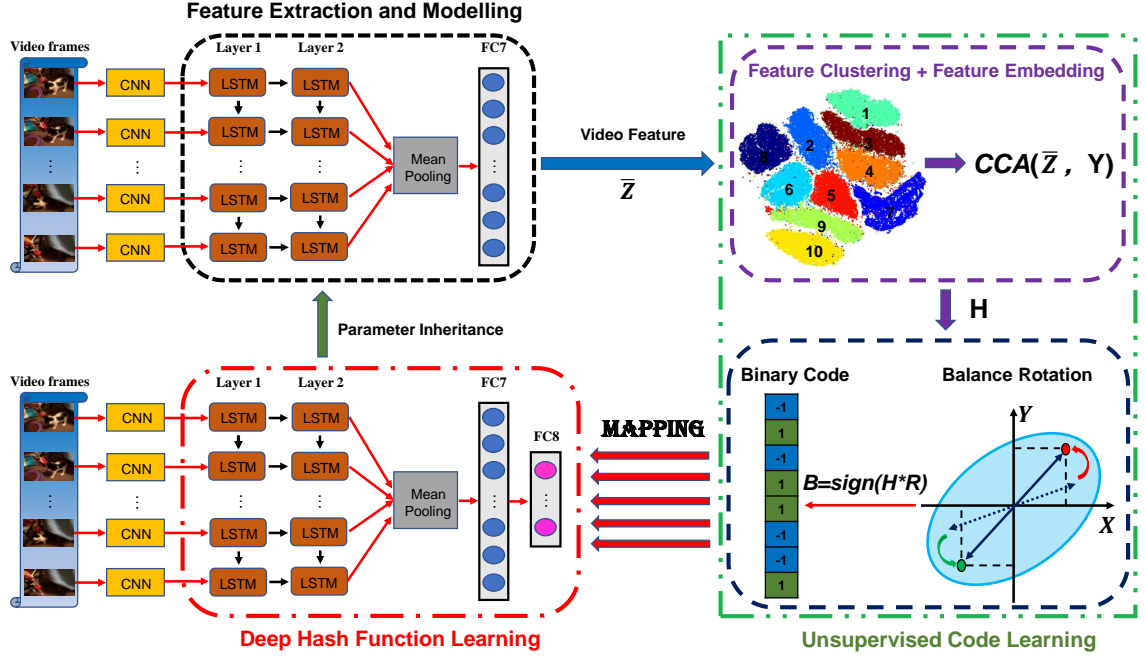 Feature Extraction and Modelling
Video frames
Layer 1
Layer 2
FC7
CNN
LSTM
LSTM
CNN
LSTM
LSTM
...
...
...
Mean
Pooling
CNN
LSTM
LSTM
CNN
LSTM
LSTM
Video Feature
Z̅
Feature Clustering + Feature Embedding
1
2
3
4
5
6
7
8
9
10
CCA(Z̅ , Y)
H
Parameter Inheritance
Video frames
Layer 1
Layer 2
FC7
FC8
CNN
LSTM
LSTM
CNN
LSTM
LSTM
...
...
...
...
Mean
Pooling
CNN
LSTM
LSTM
CNN
LSTM
LSTM
Deep Hash Function Learning
MAPPING
Binary Code
-1
1
-1
1
1
-1
-1
1
B=sign(H*R)
Balance Rotation
Y
X
Unsupervised Code Learning